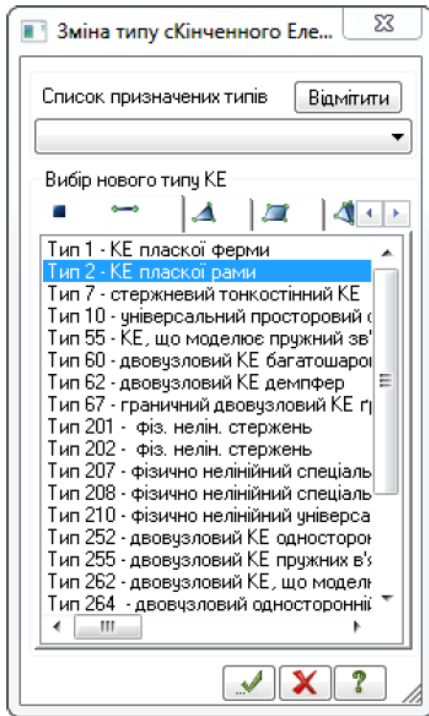 Зміна типу сКінченного Еле...
Список призначених типів
Відмітити
Вибір нового типу КЕ
Тип 1 - КЕ пласкої ферми
Тип 2 - КЕ пласкої рами
Тип 7 - стержневий тонкостінний КЕ
Тип 10 - універсальний просторовий с
Тип 55 - КЕ, що моделює пружний зв'
Тип 60 - двовузловий КЕ багатошаро
Тип 62 - двовузловий КЕ демпфер
Тип 67 - граничний двовузловий КЕ ґ
Тип 201 - фіз. нелін. стержень
Тип 202 - фіз. нелін. стержень
Тип 207 - фізично нелінійний спеціаль
Тип 208 - фізично нелінійний спеціаль
Тип 210 - фізично нелінійний універса
Тип 252 - двовузловий КЕ односторон
Тип 255 - двовузловий КЕ пружних в'я
Тип 262 - двовузловий КЕ, що модел
Тип 264 - двовузловий односторонній